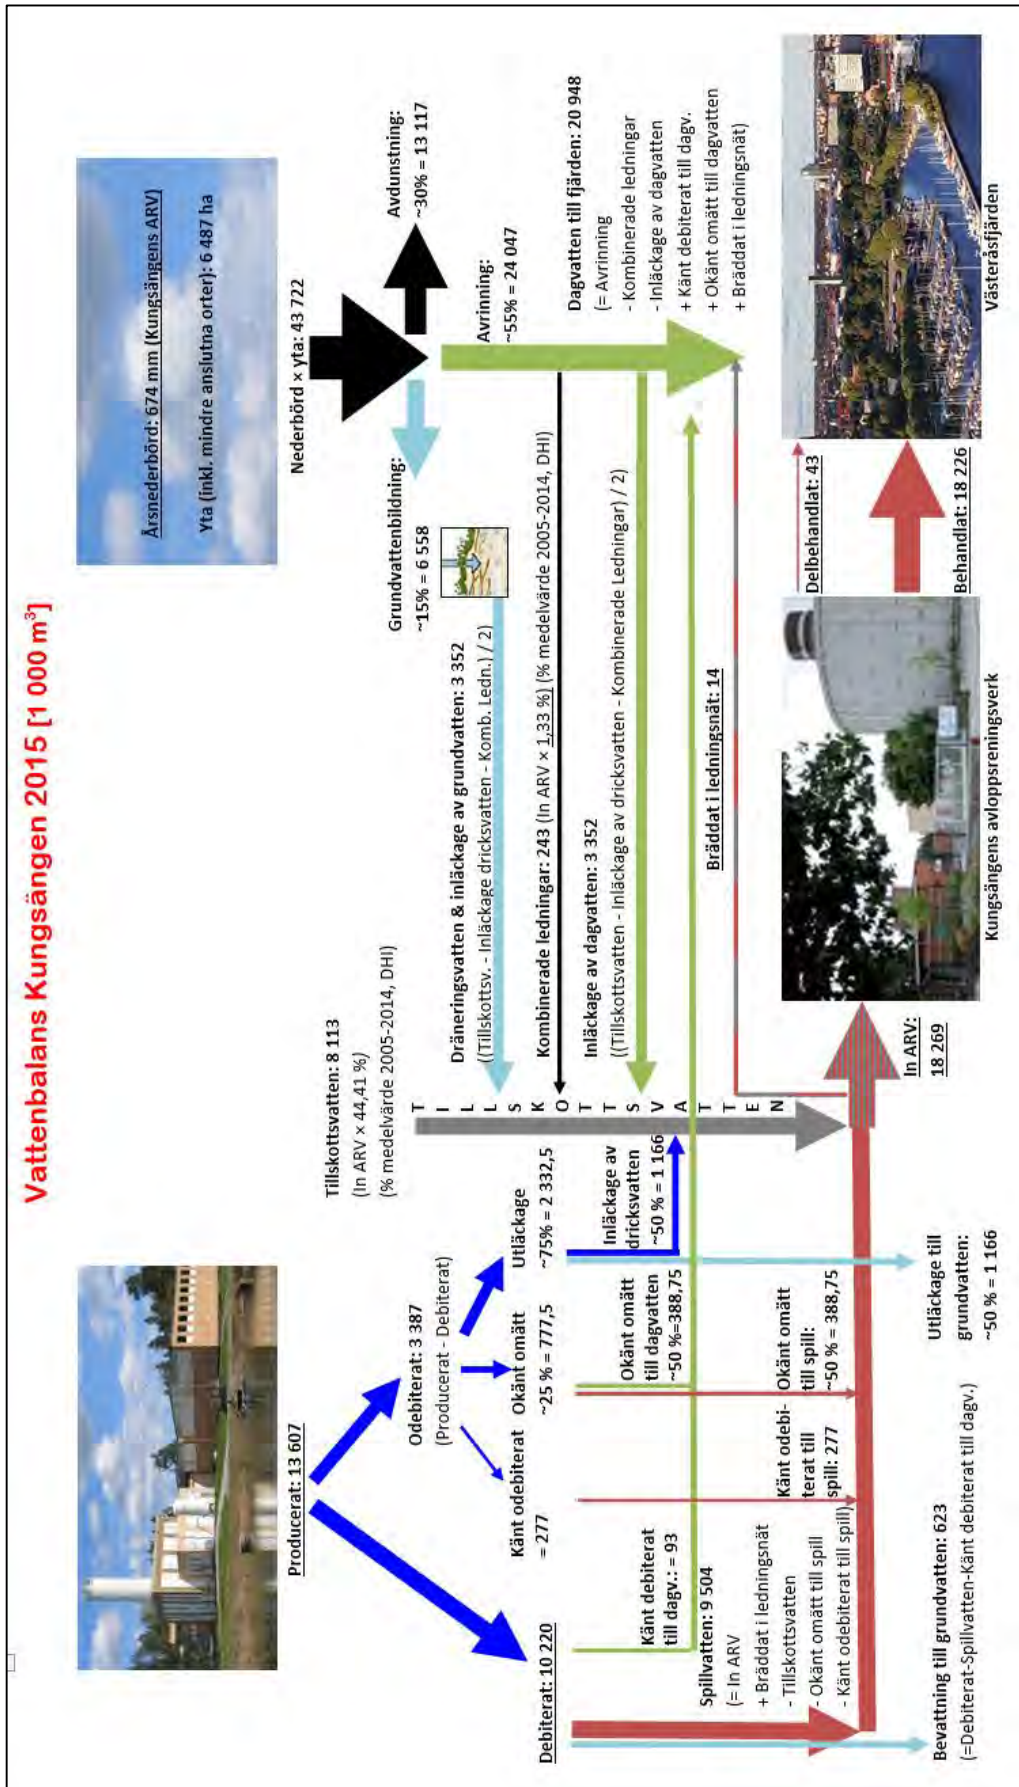 Vattenbalans Kungsängen 2015 [1 000 m³]
Producerat: 13 607
Årsnederbörd: 674 mm (Kungsängens ARV)
Yta (inkl. mindre anslutna orter): 6 487 ha
Nederbörd × yta: 43 722
Tillskottsvatten: 8 113
(In ARV × 44,41 %)
(% medelvärde 2005-2014, DHI)
Odebiterat: 3 387
(Producerat - Debiterat)
Grundvattenbildning:
~15% = 6 558
Avdunstning:
~30% = 13 117
Debiterat: 10 220
Känt odebiterat
= 277
Okänt omätt
~25 % = 777,5
Utläckage
~75% = 2 332,5
Dräneringsvatten & inläckage av grundvatten: 3 352
((Tillskottsv. - Inläckage dricksvatten - Komb. Ledn.) / 2)
Avrinning:
~55% = 24 047
Kombinerade ledningar: 243 (In ARV × 1,33 %) (% medelvärde 2005-2014, DHI)
Inläckage av dagvatten: 3 352
((Tillskottsvatten - Inläckage av dricksvatten - Kombinerade Ledningar) / 2)
TILLSKOTTSVATTEN
Dagvatten till fjärden: 20 948
(= Avrinning
- Kombinerade ledningar
- Inläckage av dagvatten
+ Känt debiterat till dagv.
+ Okänt omätt till dagvatten
+ Bräddat i ledningsnät)
Känt debiterat
till dagv.: = 93
Okänt omätt
till dagvatten
~50 %=388,75
Inläckage av
dricksvatten
~50 % = 1 166
Bräddat i ledningsnät: 14
Spillvatten: 9 504
(= In ARV
+ Bräddat i ledningsnät
- Tillskottsvatten
- Okänt omätt till spill
- Känt odebiterat till spill)
Känt odebi-
terat till
spill: 277
Okänt omätt
till spill:
~50 % = 388,75
In ARV:
18 269
Delbehandlat: 43
Behandlat: 18 226
Bevattning till grundvatten: 623
(=Debiterat-Spillvatten-Känt debiterat till dagv.)
Utläckage till
grundvatten:
~50 % = 1 166
Kungsängens avloppsreningsverk
Västeråsfjärden